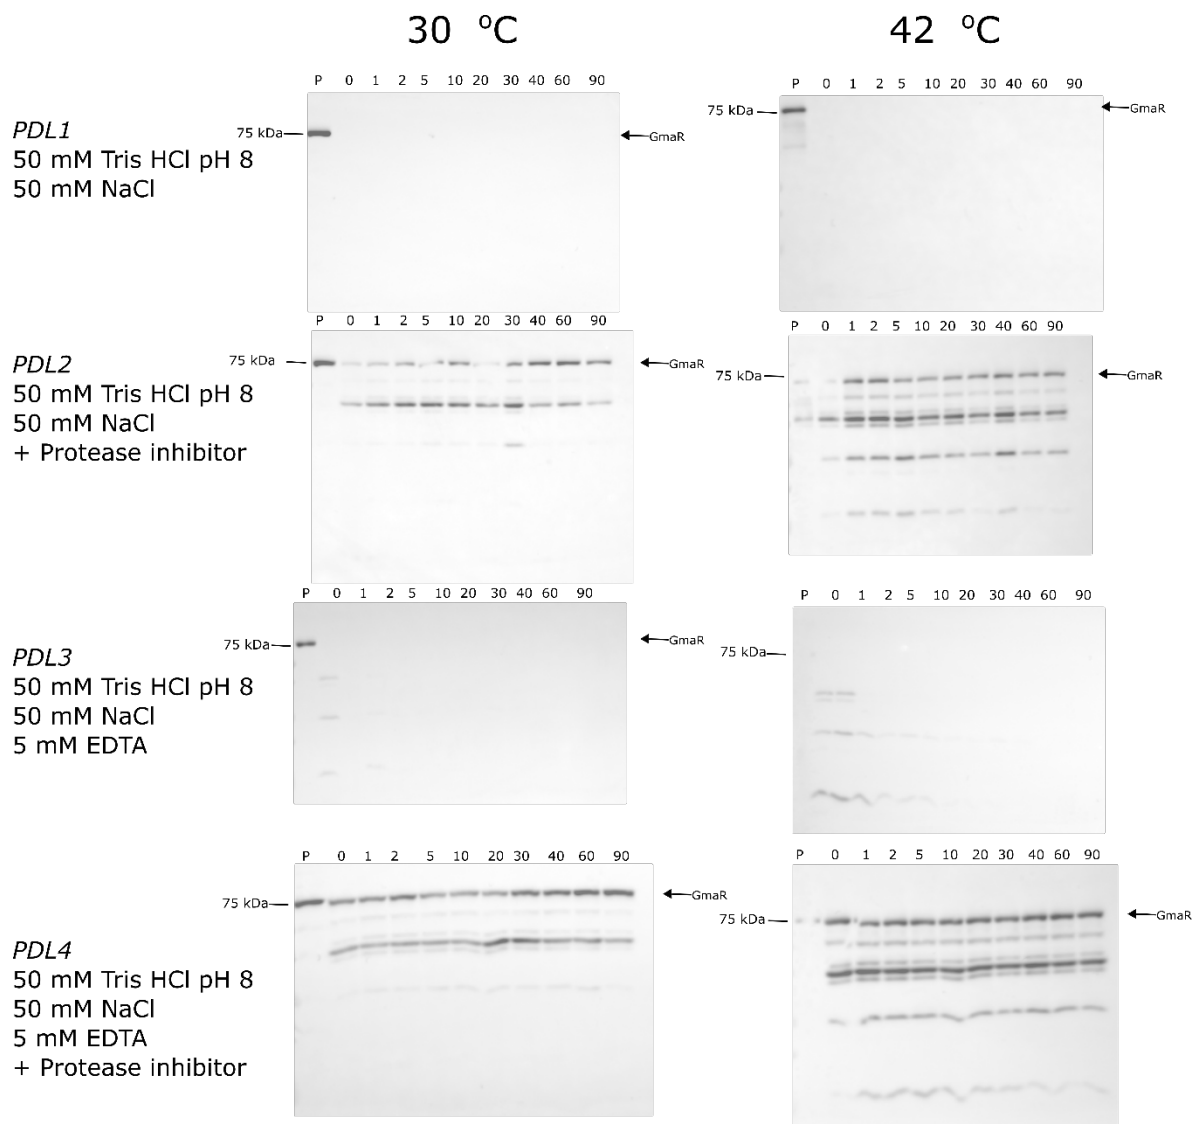 30 °C 42 °C
P 0 1 2 5 10 20 30 40 60 90
P 0 1 2 5 10 20 30 40 60 90
PDL1
50 mM Tris HCl pH 8
50 mM NaCl
75 kDa
GmaR
75 kDa
GmaR
P 0 1 2 5 10 20 30 40 60 90
P 0 1 2 5 10 20 30 40 60 90
PDL2
50 mM Tris HCl pH 8
50 mM NaCl
+ Protease inhibitor
75 kDa
GmaR
75 kDa
GmaR
P 0 1 2 5 10 20 30 40 60 90
P 0 1 2 5 10 20 30 40 60 90
PDL3
50 mM Tris HCl pH 8
50 mM NaCl
5 mM EDTA
75 kDa
GmaR
75 kDa
P 0 1 2 5 10 20 30 40 60 90
P 0 1 2 5 10 20 30 40 60 90
PDL4
50 mM Tris HCl pH 8
50 mM NaCl
5 mM EDTA
+ Protease inhibitor
75 kDa
GmaR
75 kDa
GmaR